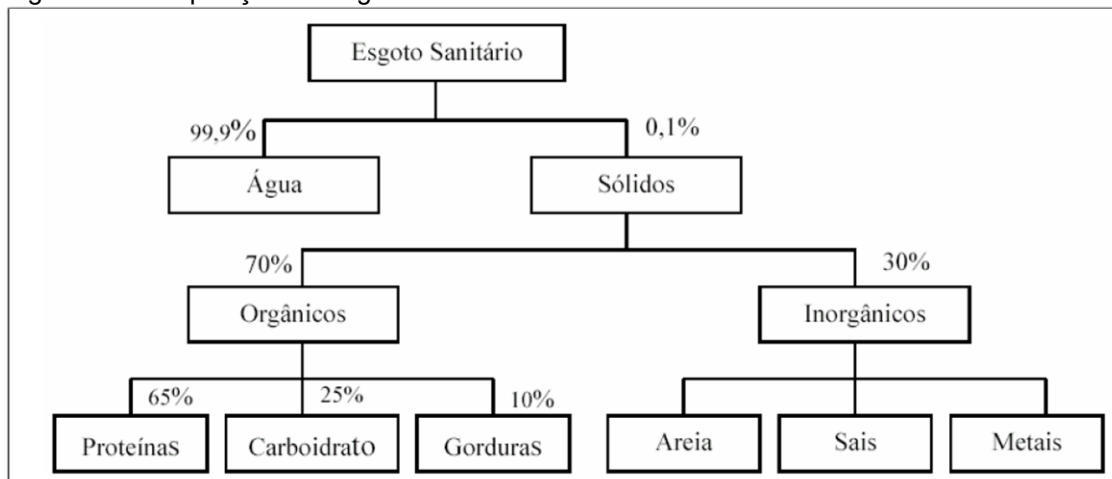 Esgoto Sanitário
99,9%
0,1%
Água
Sólidos
70%
30%
Orgânicos
Inorgânicos
65%
25%
10%
Proteínas
Carboidrato
Gorduras
Areia
Sais
Metais